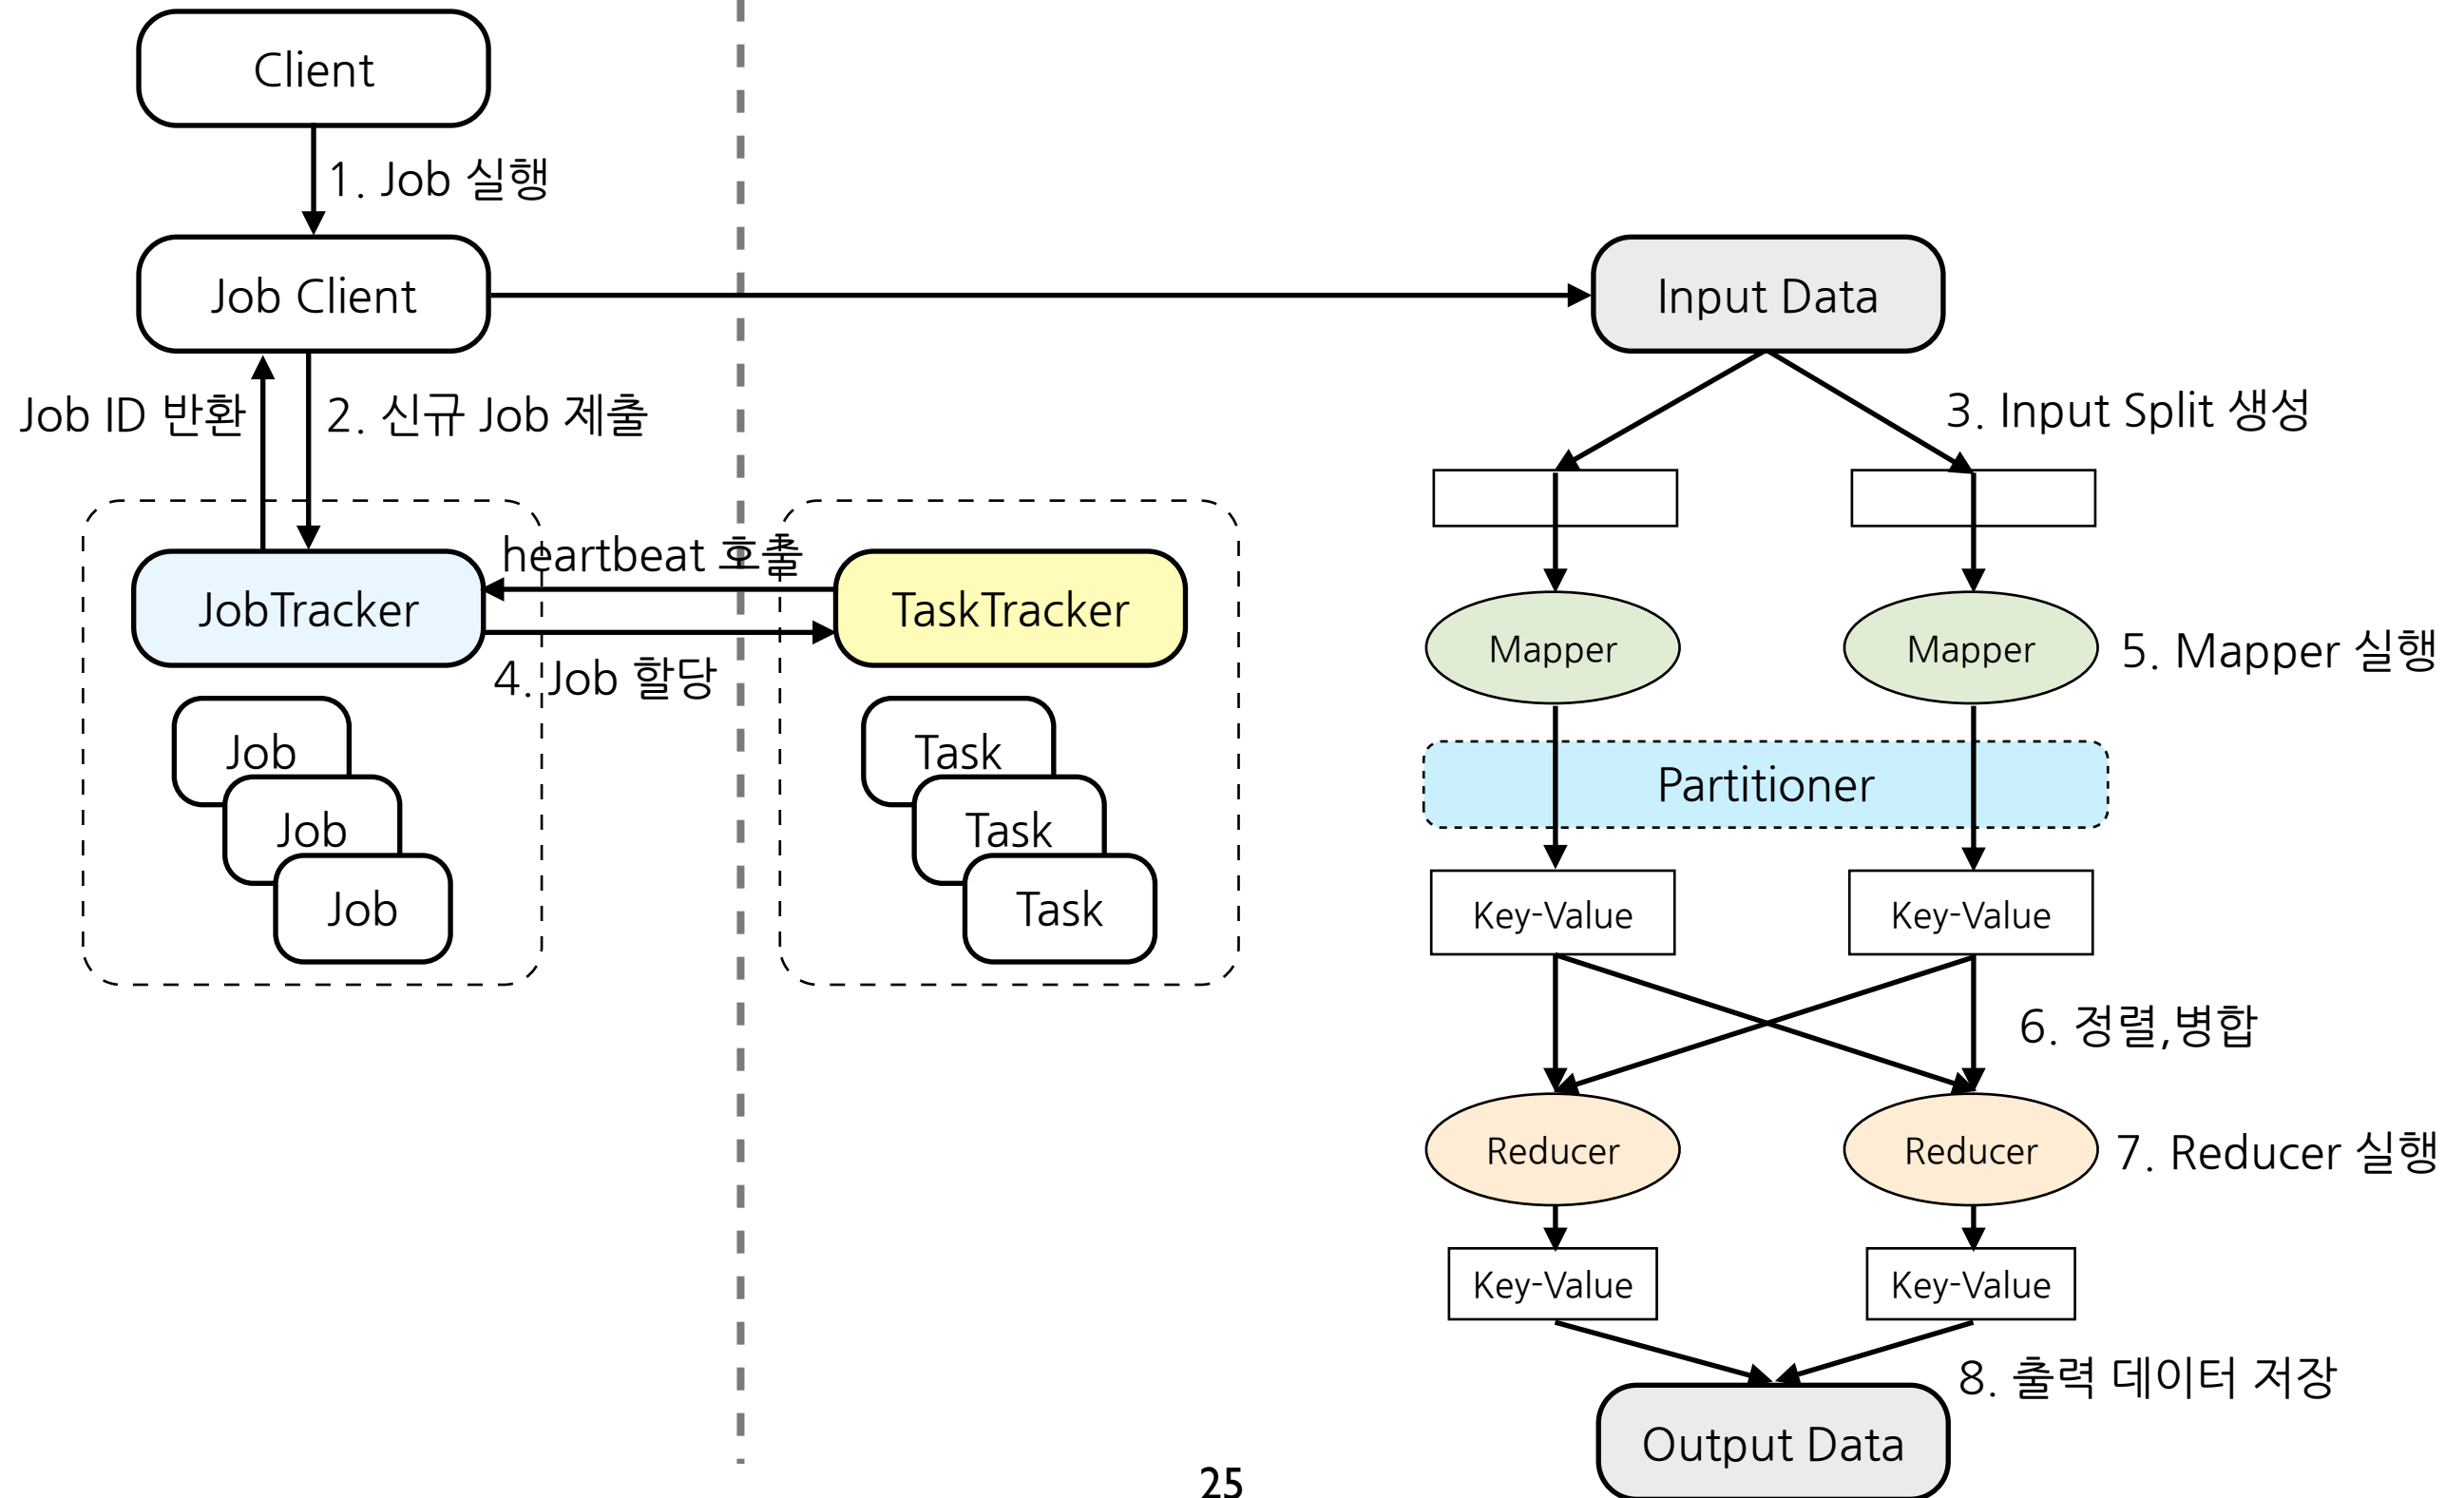 Client
1. Job 실행
Job Client
Input Data
Job ID 반환
2. 신규 Job 제출
3. Input Split 생성
heartbeat 호출
JobTracker
TaskTracker
4. Job 할당
Mapper
Mapper
5. Mapper 실행
Job
Job
Job
Task
Task
Task
Partitioner
Key-Value
Key-Value
6. 정렬,병합
Reducer
Reducer
7. Reducer 실행
Key-Value
Key-Value
8. 출력 데이터 저장
Output Data
25